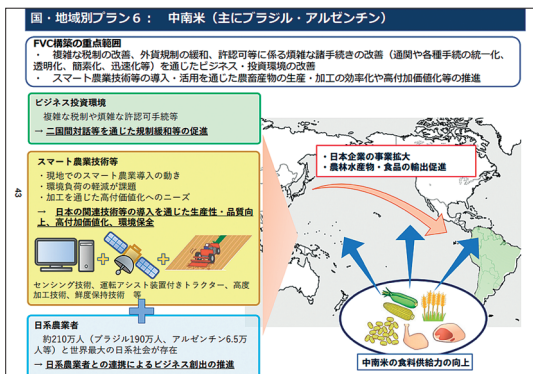 国・地域別プラン６： 中南米（主にブラジル・アルゼンチン）
FVC構築の重点範囲
・ 複雑な税制の改善、外貨規制の緩和、許認可等に係る煩雑な諸手続きの改善（通関や各種手続の統一化、
透明化、簡素化、迅速化等）を通じたビジネス・投資環境の改善
・ スマート農業技術等の導入・活用を通じた農畜産物の生産・加工の効率化や高付加価値化等の推進
ビジネス投資環境
複雑な税制や煩雑な許認可手続等
→ 二国間対話等を通じた規制緩和等の促進
スマート農業技術等
・現地でのスマート農業導入の動き
・環境負荷の軽減が課題
・加工を通じた高付加価値化へのニーズ
→ 日本の関連技術等の導入を通じた生産性・品質向
上、高付加価値化、環境保全
センシング技術、運転アシスト装置付きトラクター、高度
加工技術、鮮度保持技術 等
日系農業者
約210万人（ブラジル190万人、アルゼンチン6.5万
人等）と世界最大の日系社会が存在
→ 日系農業者との連携によるビジネス創出の推進
・日本企業の事業拡大
・農林水産物・食品の輸出促進
中南米の食料供給力の向上
43